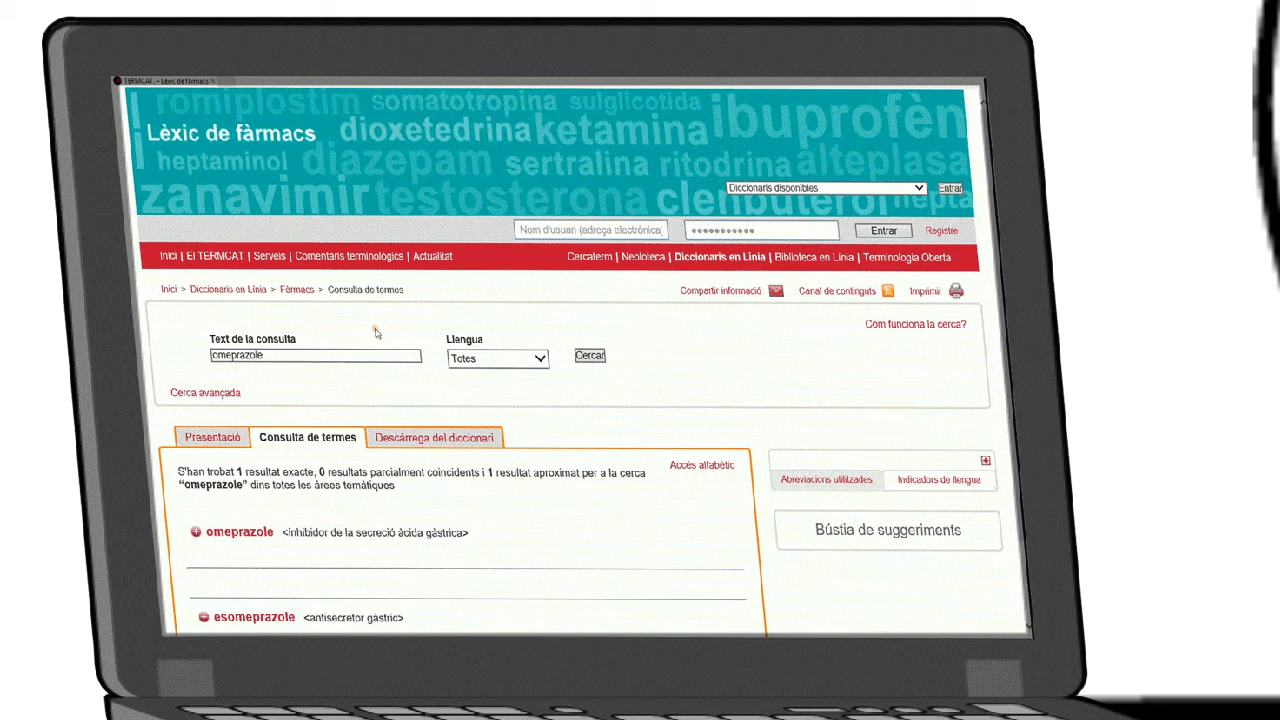 TERMCAT. - Lèxic de fàrmacs
romiplostim somatotropina sulglicotida ibuprofèn
Lèxic de fàrmacs dioxetedrina ketamina
heptaminol diazepam sertralina ritodrina alteplasa
zanavimir testosterona clenbuterol hepta
Diccionaris disponibles Entrar
Nom d'usuari (adreça electrònica) •••••••••••• Entrar Registre
Inici | El TERMCAT | Serveis | Comentaris terminològics | Actualitat Cercaterm | Neoloteca | Diccionaris en Línia | Biblioteca en Línia | Terminologia Oberta
Inici > Diccionaris en Línia > Fàrmacs > Consulta de termes Compartir informació Canal de continguts Imprimir
Com funciona la cerca?
Text de la consulta Llengua
omeprazole Totes Cercar
Cerca avançada
Presentació Consulta de termes Descàrrega del diccionari
Accés alfabètic
S'han trobat 1 resultat exacte, 0 resultats parcialment coincidents i 1 resultat aproximat per a la cerca
"omeprazole" dins totes les àrees temàtiques
Abreviacions utilitzades Indicadors de llengua
omeprazole <inhibidor de la secreció àcida gàstrica>
Bústia de suggeriments
esomeprazole <antisecretor gàstric>